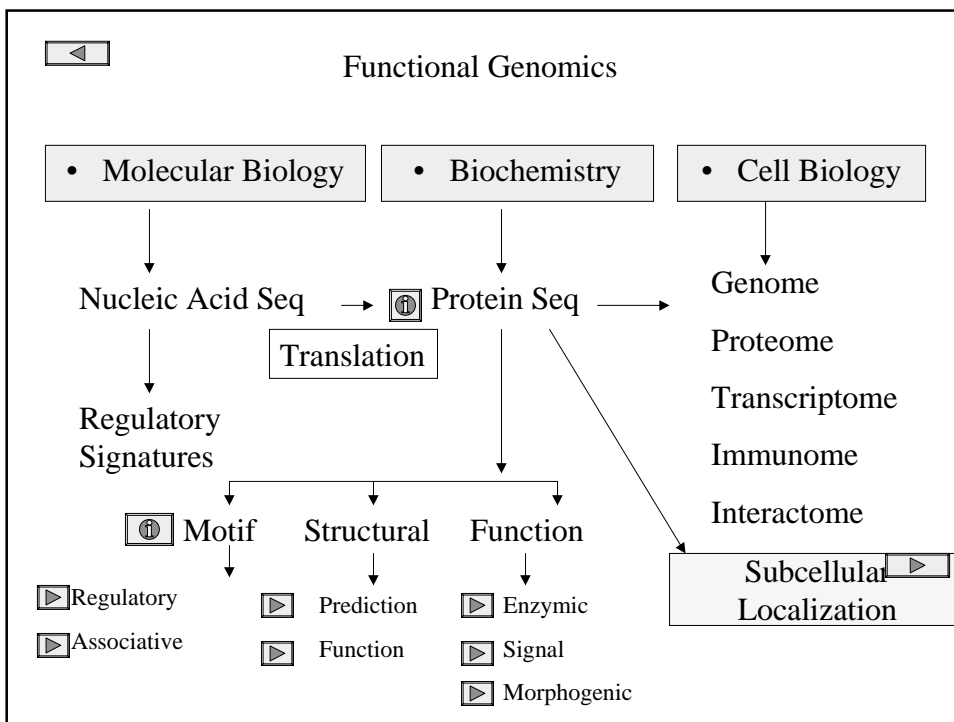 Functional Genomics
• Molecular Biology
• Biochemistry
• Cell Biology
Nucleic Acid Seq
Protein Seq
Translation
Regulatory
Signatures
Genome
Proteome
Transcriptome
Immunome
Interactome
Motif
Structural
Function
Subcellular
Localization
Regulatory
Associative
Prediction
Function
Enzymic
Signal
Morphogenic